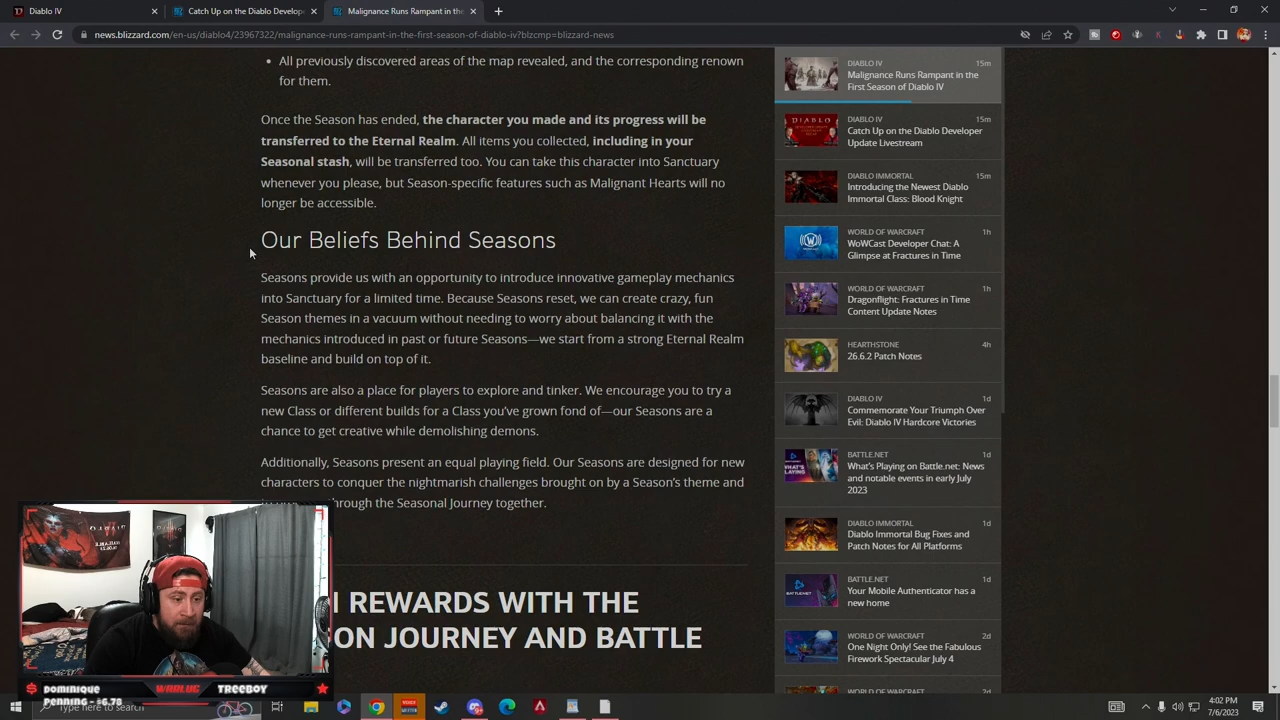 Diablo IV
Catch Up on the Diablo Develope
Malignance Runs Rampant in the
news.blizzard.com/en-us/diablo4/23967322/malignance-runs-rampant-in-the-first-season-of-diablo-iv?blzcmp=blizzard-news
• All previously discovered areas of the map revealed, and the corresponding renown
for them.
Once the Season has ended, the character you made and its progress will be
transferred to the Eternal Realm. All items you collected, including in your
Seasonal stash, will be transferred too. You can take this character into Sanctuary
whenever you please, but Season-specific features such as Malignant Hearts will no
longer be accessible.
Our Beliefs Behind Seasons
Seasons provide us with an opportunity to introduce innovative gameplay mechanics
into Sanctuary for a limited time. Because Seasons reset, we can create crazy, fun
Season themes in a vacuum without needing to worry about balancing it with the
mechanics introduced in past or future Seasons—we start from a strong Eternal Realm
baseline and build on top of it.
Seasons are also a place for players to explore and tinker. We encourage you to try a
new Class or different builds for a Class you've grown fond of—our Seasons are a
chance to get creative while demolishing demons.
Additonally, Seasons present an equal playing field. Our Seasons are designed for new
racters to conquer the nightmarish challenges brought on by a Season's theme and
through the Season Journey together.
REWARDS WITH THE
ON JOURNEY AND BATTLE
DIABLO IV 15m
Malignance Runs Rampant in the
First Season of Diablo IV
DIABLO IV 15m
Catch Up on the Diablo Developer
Update Livestream
DIABLO IMMORTAL 15m
Introducing the Newest Diablo
Immortal Class: Blood Knight
WORLD OF WARCRAFT 1h
WoWCast Developer Chat: A
Glimpse at Fractures in Time
WORLD OF WARCRAFT 1h
Dragonflight: Fractures in Time
Content Update Notes
HEARTHSTONE 4h
26.6.2 Patch Notes
DIABLO IV 1d
Commemorate Your Triumph Over
Evil: Diablo IV Hardcore Victories
BATTLE.NET 1d
What's Playing on Battle.net: News
and notable events in early July
2023
DIABLO IMMORTAL 1d
Diablo Immortal Bug Fixes and
Patch Notes for All Platforms
BATTLE.NET 1d
Your Mobile Authenticator has a
new home
WORLD OF WARCRAFT 2d
One Night Only! See the Fabulous
Firework Spectacular July 4
WORLD OF WARCRAFT 2d
DIABLO
Dominique
Penning - $6.78
WARLUG
TREEBOY
Type here to search
4:02 PM
7/6/2023